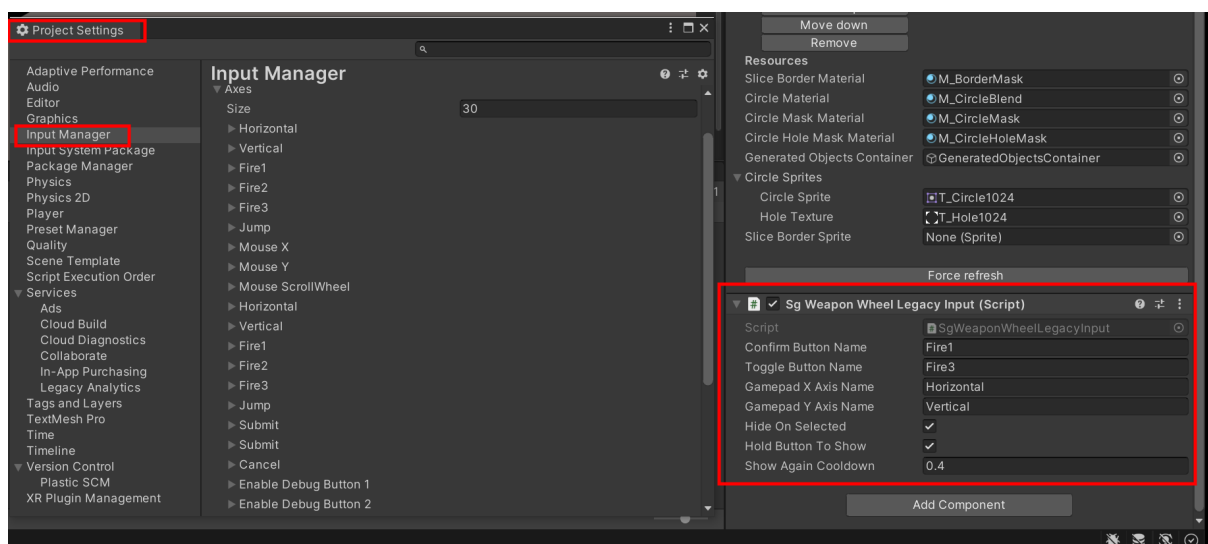 Project Settings
Adaptive Performance
Audio
Editor
Graphics
Input Manager
Input System Package
Package Manager
Physics
Physics 2D
Player
Preset Manager
Quality
Scene Template
Script Execution Order
Services
Ads
Cloud Build
Cloud Diagnostics
Collaborate
In-App Purchasing
Legacy Analytics
Tags and Layers
TextMesh Pro
Time
Timeline
Version Control
Plastic SCM
XR Plugin Management
Input Manager
Axes
Size 30
Horizontal
Vertical
Fire1
Fire2
Fire3
Jump
Mouse X
Mouse Y
Mouse ScrollWheel
Horizontal
Vertical
Fire1
Fire2
Fire3
Jump
Submit
Submit
Cancel
Enable Debug Button 1
Enable Debug Button 2
1
Move down
Remove
Resources
Slice Border Material M_BorderMask
Circle Material M_CircleBlend
Circle Mask Material M_CircleMask
Circle Hole Mask Material M_CircleHoleMask
Generated Objects Container GeneratedObjectsContainer
Circle Sprites
Circle Sprite T_Circle1024
Hole Texture T_Hole1024
Slice Border Sprite None (Sprite)
Force refresh
# Sg Weapon Wheel Legacy Input (Script)
Script SgWeaponWheelLegacyInput
Confirm Button Name Fire1
Toggle Button Name Fire3
Gamepad X Axis Name Horizontal
Gamepad Y Axis Name Vertical
Hide On Selected
Hold Button To Show
Show Again Cooldown 0.4
Add Component